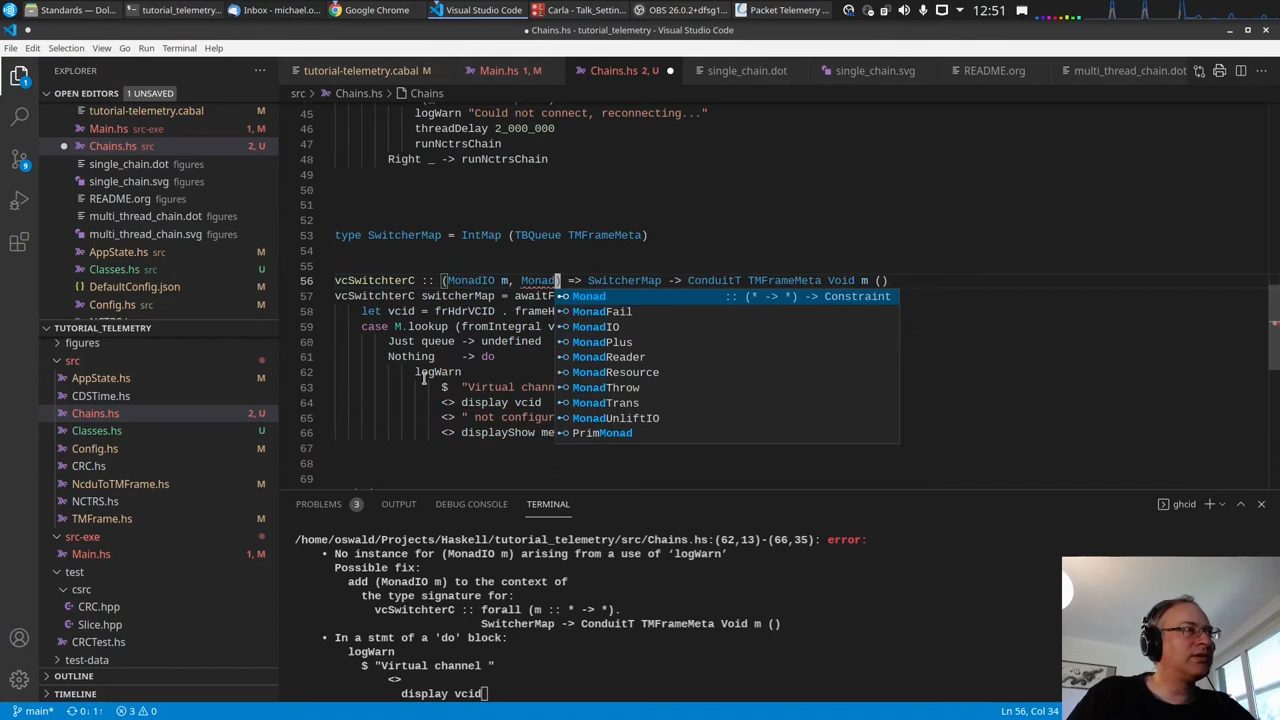 Standards – Do...
tutorial_telemetry...
Inbox - michael.o...
Google Chrome
Visual Studio Code
Carla - Talk_Setting...
OBS 26.0.2+dfsg1...
Packet Telemetry ...
12:51
● Chains.hs - tutorial_telemetry - Visual Studio Code
File Edit Selection View Go Run Terminal Help
EXPLORER ...
tutorial-telemetry.cabal M
Main.hs 1, M
Chains.hs 2, U ●
single_chain.dot
single_chain.svg
README.org
multi_thread_chain.dot
OPEN EDITORS 1 UNSAVED
src > Chains.hs > Chains
tutorial-telemetry.cabal M
Main.hs src-exe 1, M
● Chains.hs src 2, U
single_chain.dot figures
single_chain.svg figures
README.org figures
multi_thread_chain.dot figures
multi_thread_chain.svg figures
AppState.hs src M
Classes.hs src U
DefaultConfig.json M
Config.hs src M
TUTORIAL_TELEMETRY
figures
src
AppState.hs M
CDSTime.hs
Chains.hs 2, U
Classes.hs U
Config.hs M
CRC.hs
NcduToTMFrame.hs M
NCTRS.hs
TMFrame.hs M
src-exe
Main.hs 1, M
test
csrc
CRC.hpp
Slice.hpp
CRCTest.hs
test-data
OUTLINE
TIMELINE
45 logWarn "Could not connect, reconnecting..."
46 threadDelay 2_000_000
47 runNctrsChain
48 Right _ -> runNctrsChain
49
50
51
52
53 type SwitcherMap = IntMap (TBQueue TMFrameMeta)
54
55
56 vcSwitchterC :: (MonadIO m, Monad) => SwitcherMap -> ConduitT TMFrameMeta Void m ()
57 vcSwitchterC switcherMap = awaitF
58 let vcid = frHdrVCID . frameH
59 case M.lookup (fromIntegral v
60 Just queue -> undefined
61 Nothing -> do
62 logWarn
63 $ "Virtual chann
64 <> display vcid
65 <> " not configur
66 <> displayShow me
67
68
69
Monad :: (* -> *) -> Constraint
MonadFail
MonadIO
MonadPlus
MonadReader
MonadResource
MonadThrow
MonadTrans
MonadUnliftIO
PrimMonad
PROBLEMS 3 OUTPUT DEBUG CONSOLE TERMINAL
ghcid
/home/oswald/Projects/Haskell/tutorial_telemetry/src/Chains.hs:(62,13)-(66,35): error:
• No instance for (MonadIO m) arising from a use of ‘logWarn’
Possible fix:
add (MonadIO m) to the context of
the type signature for:
vcSwitchterC :: forall (m :: * -> *).
SwitcherMap -> ConduitT TMFrameMeta Void m ()
• In a stmt of a 'do' block:
logWarn
$ "Virtual channel "
<>
display vcid
main* 0↓ 1↑ 3 0
Ln 56, Col 34